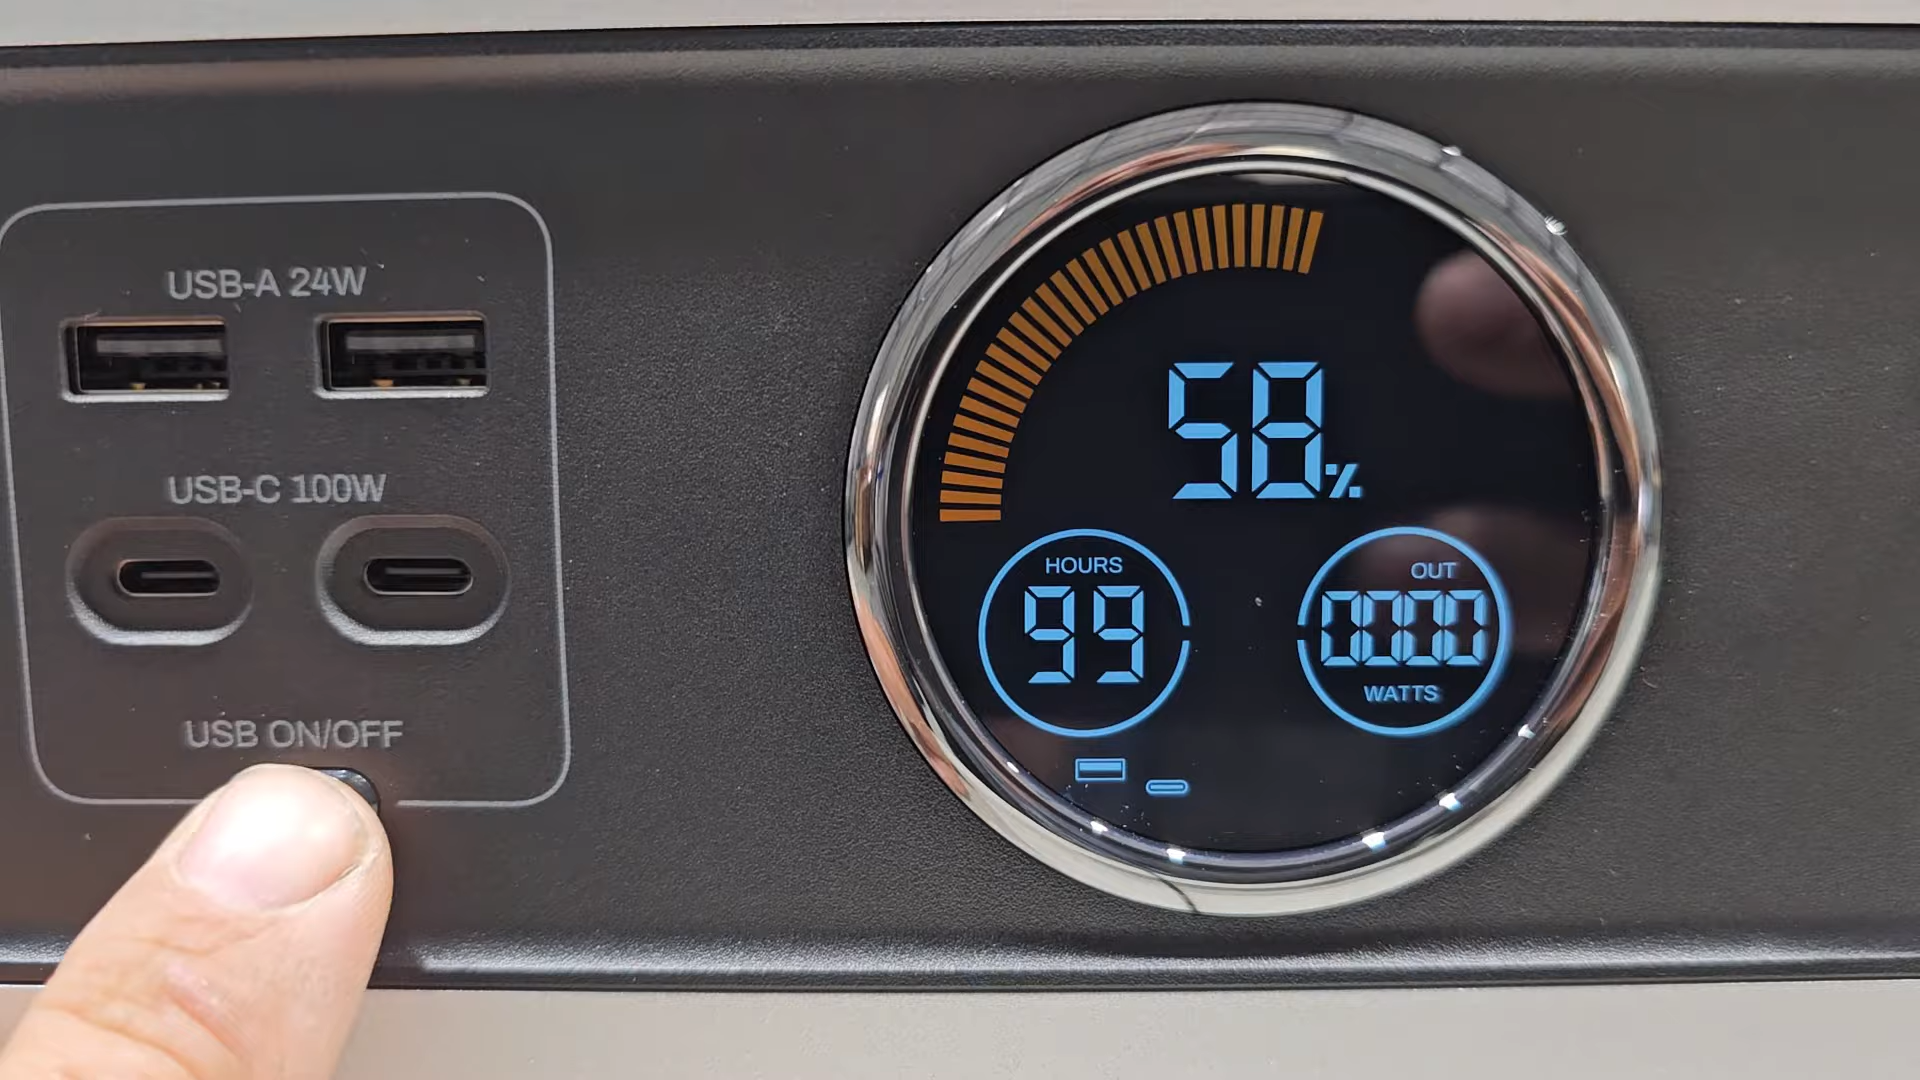 USB-A 24W
USB-C 100W
USB ON/OFF
58%
HOURS
99
OUT
0000
WATTS